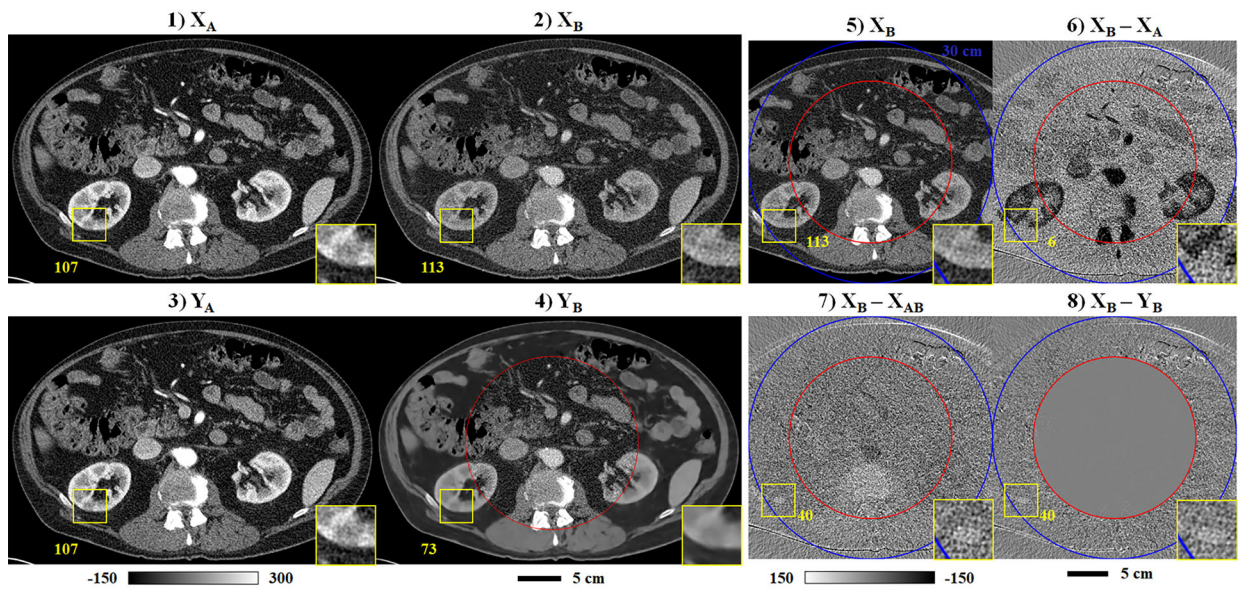 1) X_A
2) X_B
5) X_B
6) X_B – X_A
30 cm
107
113
113
6
3) Y_A
4) Y_B
7) X_B – X_AB
8) X_B – Y_B
107
73
40
40
-150 300
5 cm
150 -150
5 cm